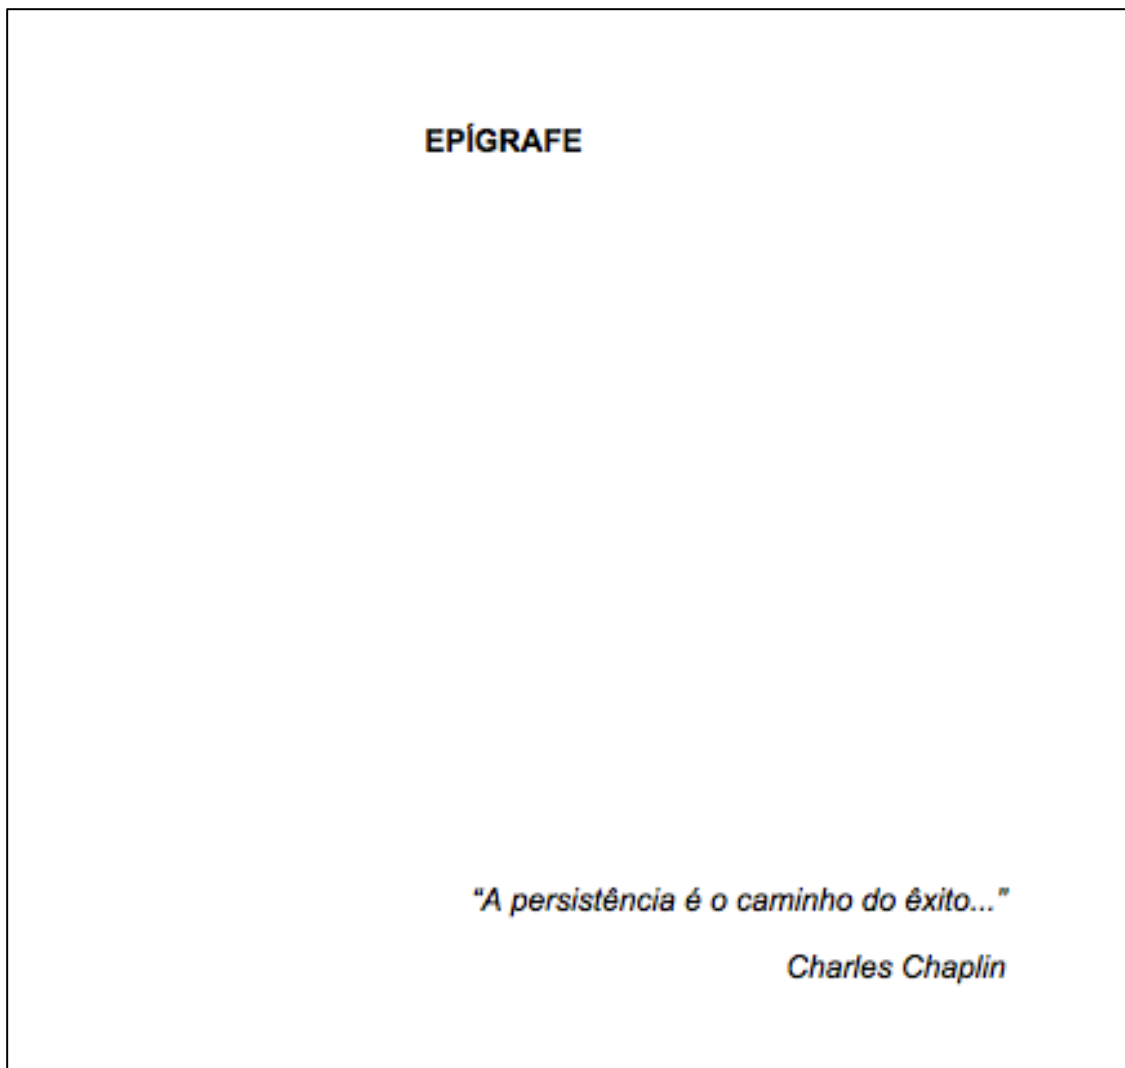 EPÍGRAFE
“A persistência é o caminho do êxito...”
Charles Chaplin